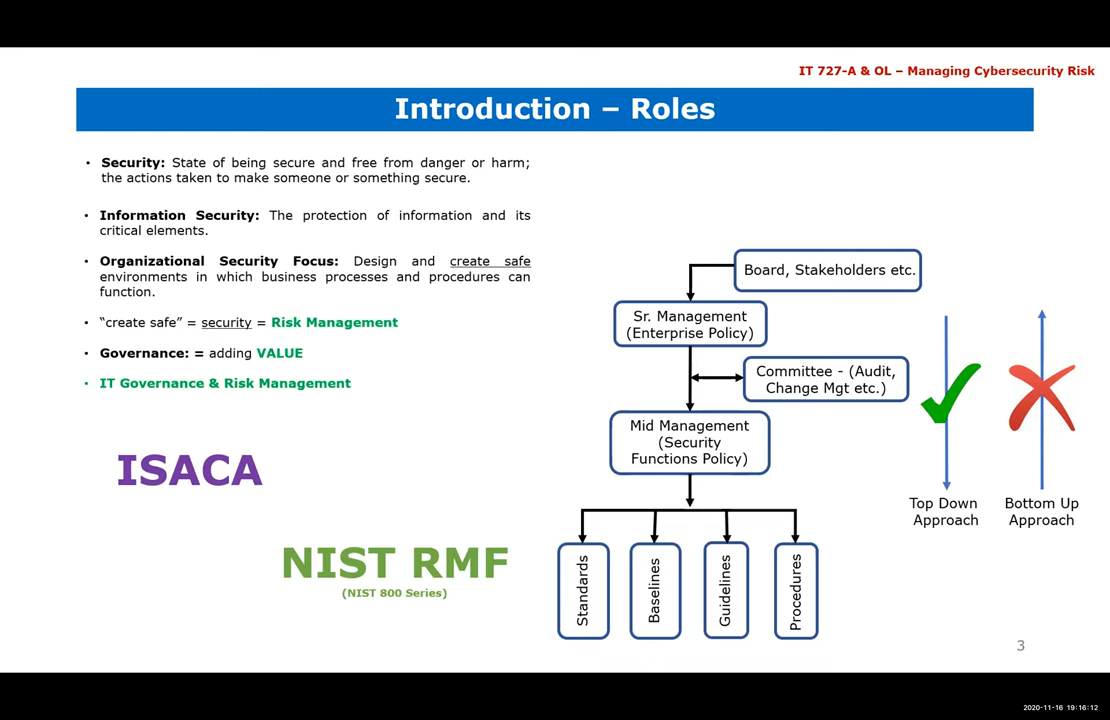 IT 727-A & OL – Managing Cybersecurity Risk
Introduction – Roles
• Security: State of being secure and free from danger or harm;
the actions taken to make someone or something secure.
• Information Security: The protection of information and its
critical elements.
• Organizational Security Focus: Design and create safe
environments in which business processes and procedures can
function.
• “create safe” = security = Risk Management
• Governance: = adding VALUE
• IT Governance & Risk Management
ISACA
NIST RMF
(NIST 800 Series)
Board, Stakeholders etc.
Sr. Management
(Enterprise Policy)
Committee - (Audit,
Change Mgt etc.)
Mid Management
(Security
Functions Policy)
Standards
Baselines
Guidelines
Procedures
Top Down
Approach
Bottom Up
Approach
3
2020-11-16 19:16:12